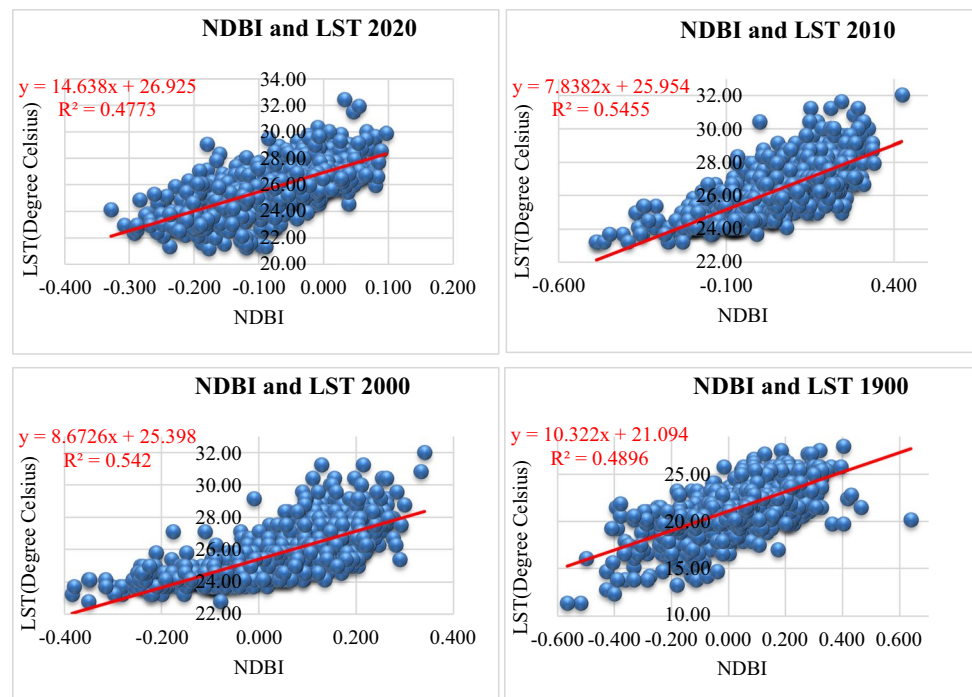 NDBI and LST 2020
y = 14.638x + 26.925
R² = 0.4773
LST(Degree Celsius)
34.00
32.00
30.00
28.00
26.00
24.00
22.00
20.00
-0.400 -0.300 -0.200 -0.100 0.000 0.100 0.200
NDBI
NDBI and LST 2010
y = 7.8382x + 25.954
R² = 0.5455
LST(Degree Celsius)
32.00
30.00
28.00
26.00
24.00
22.00
-0.600 -0.100 0.400
NDBI
NDBI and LST 2000
y = 8.6726x + 25.398
R² = 0.542
LST(Degree Celsius)
32.00
30.00
28.00
26.00
24.00
22.00
-0.400 -0.200 0.000 0.200 0.400
NDBI
NDBI and LST 1900
y = 10.322x + 21.094
R² = 0.4896
LST(Degree Celsius)
25.00
20.00
15.00
10.00
-0.600 -0.400 -0.200 0.000 0.200 0.400 0.600
NDBI